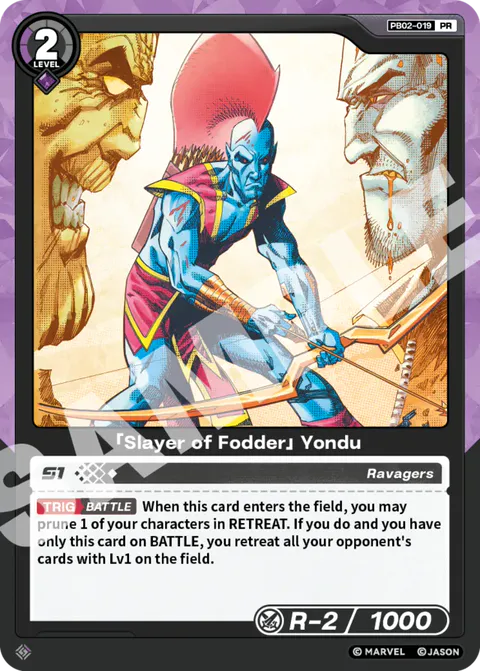 2
LEVEL
PB02-019 PR
「Slayer of Fodder」 Yondu
S1
Ravagers
TRIG BATTLE When this card enters the field, you may
prune 1 of your characters in RETREAT. If you do and you have
only this card on BATTLE, you retreat all your opponent's
cards with Lv1 on the field.
R-2 / 1000
© MARVEL © JASON
SAMPLE